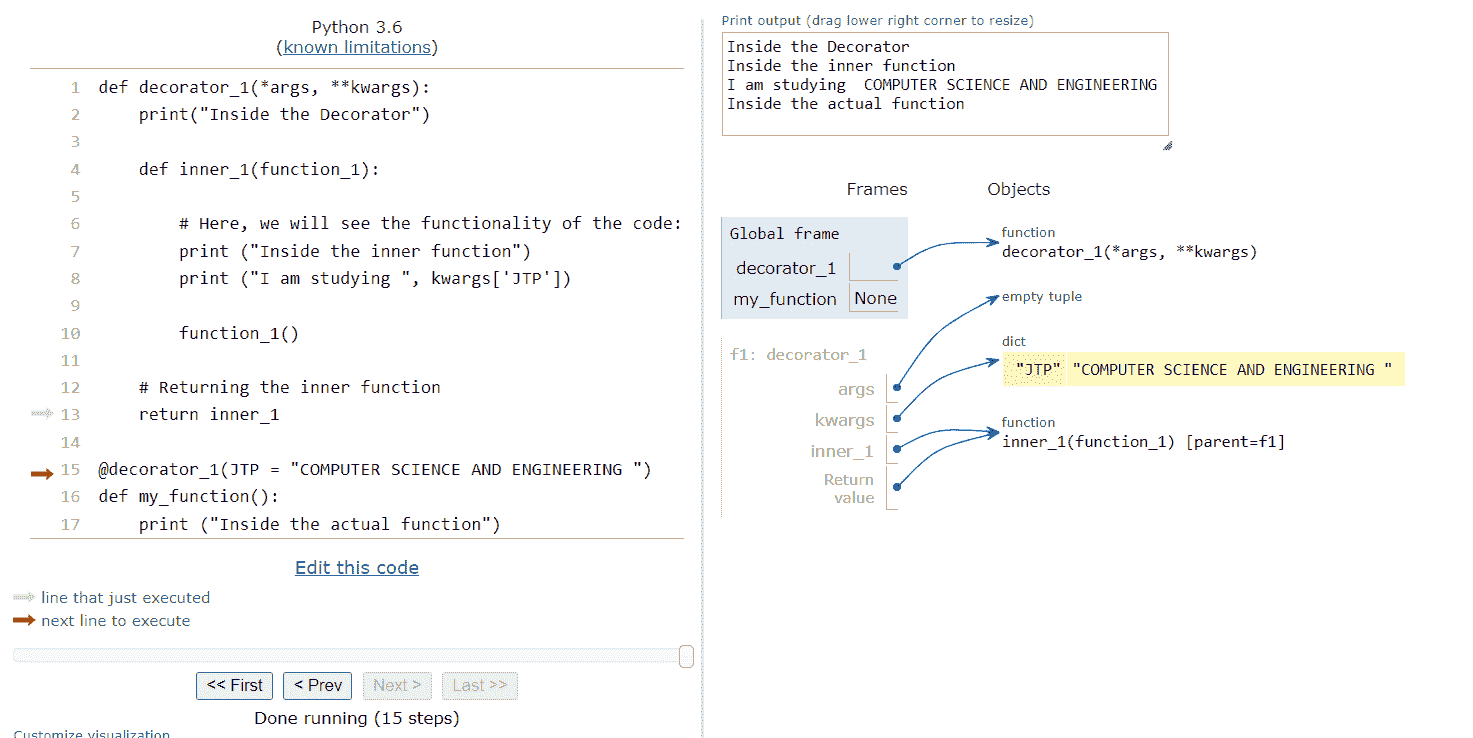 Python 3.6
(known limitations)
1 def decorator_1(*args, **kwargs):
2     print("Inside the Decorator")
3
4     def inner_1(function_1):
5
6         # Here, we will see the functionality of the code:
7         print ("Inside the inner function")
8         print ("I am studying ", kwargs['JTP'])
9
10         function_1()
11
12     # Returning the inner function
13     return inner_1
14
15 @decorator_1(JTP = "COMPUTER SCIENCE AND ENGINEERING ")
16 def my_function():
17     print ("Inside the actual function")
Edit this code
line that just executed
next line to execute
<< First < Prev Next > Last >>
Done running (15 steps)
Customize visualization
Print output (drag lower right corner to resize)
Inside the Decorator
Inside the inner function
I am studying  COMPUTER SCIENCE AND ENGINEERING
Inside the actual function
Frames Objects
Global frame
decorator_1
my_function None
f1: decorator_1
args
kwargs
inner_1
Return
value
function
decorator_1(*args, **kwargs)
empty tuple
dict
"JTP" "COMPUTER SCIENCE AND ENGINEERING "
function
inner_1(function_1) [parent=f1]